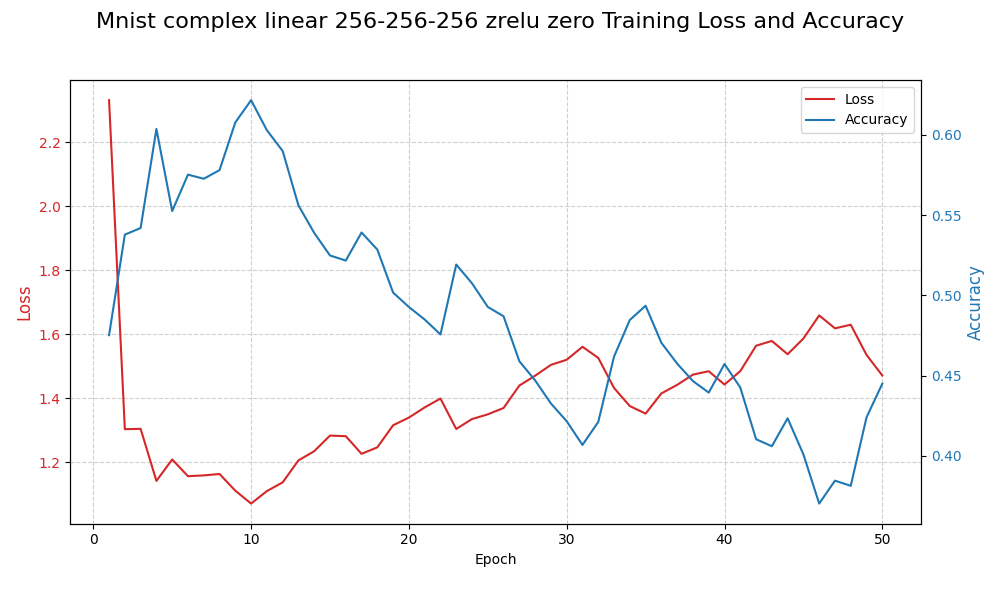 Mnist complex linear 256-256-256 zrelu zero Training Loss and Accuracy
Loss
Accuracy
2.2
2.0
1.8
1.6
1.4
1.2
Loss
0.60
0.55
0.50
0.45
0.40
Accuracy
0 10 20 30 40 50
Epoch